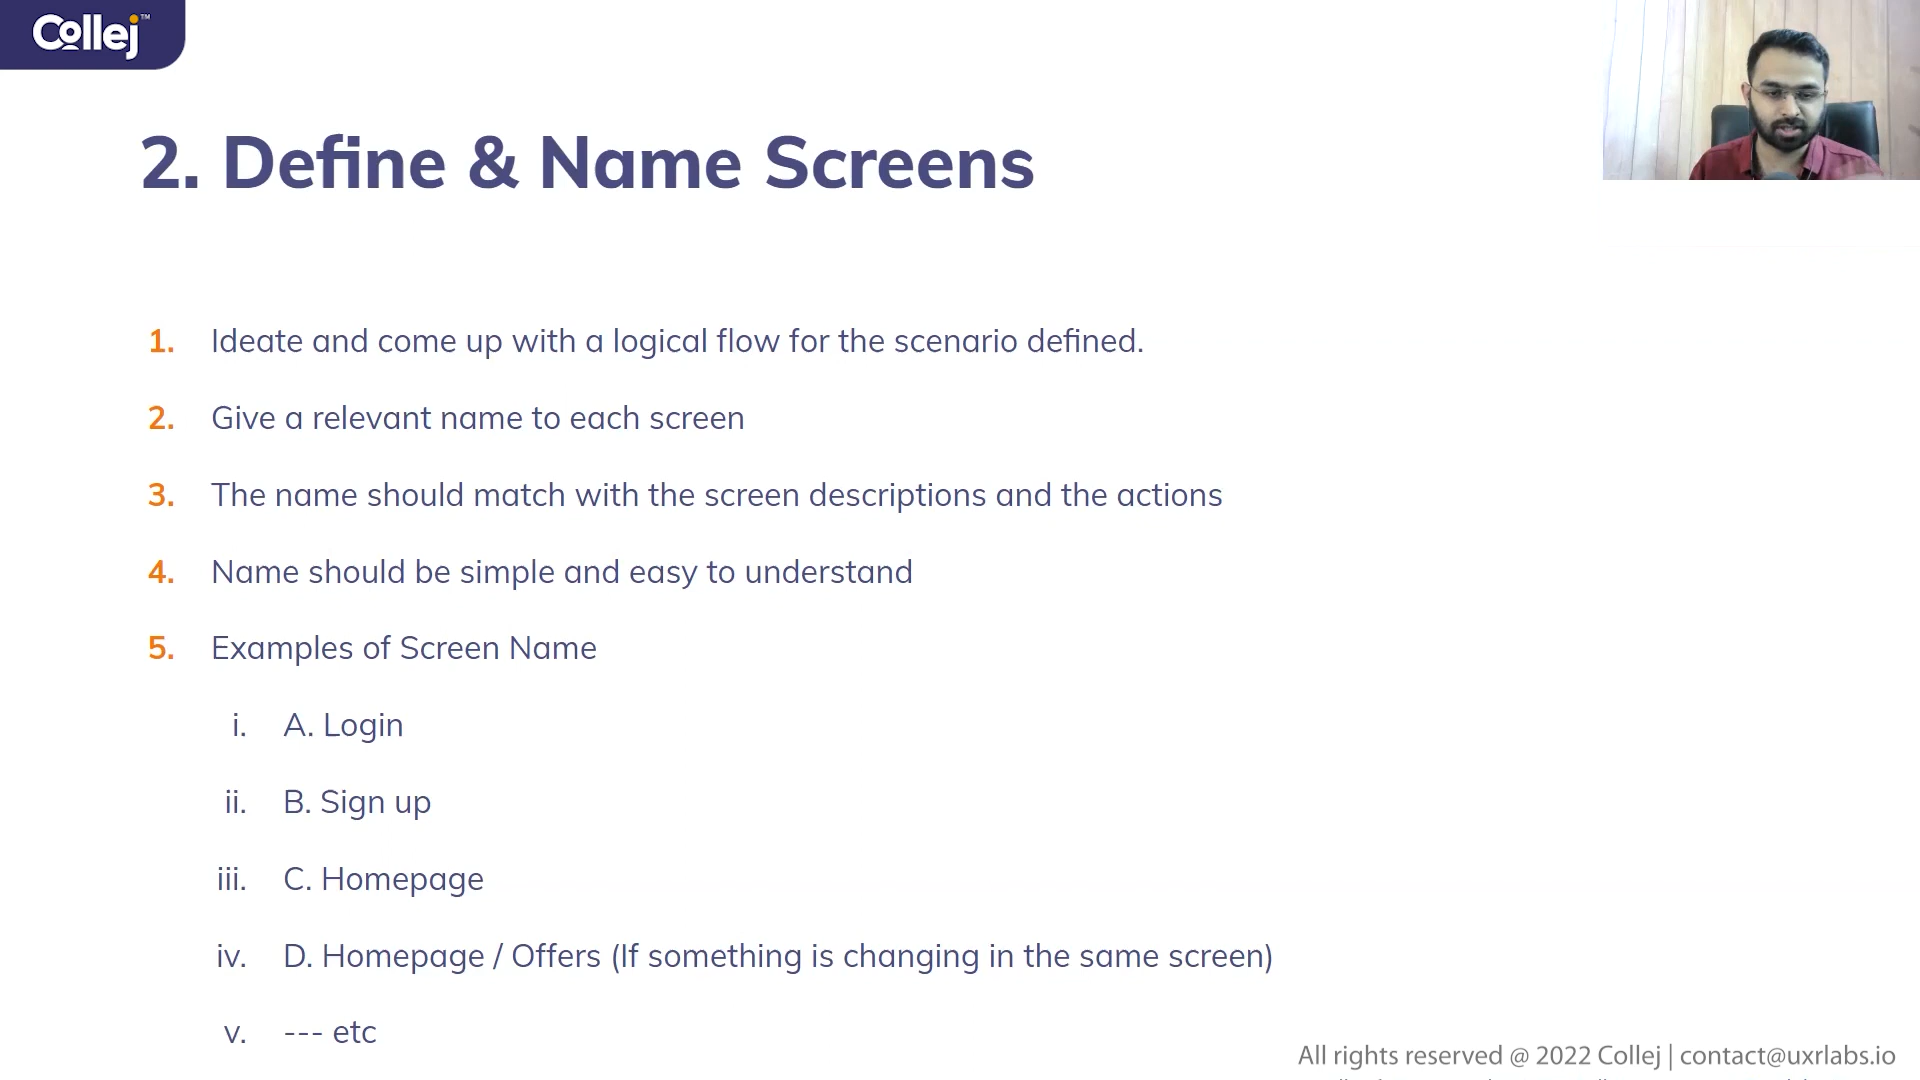 Collej™
2. Define & Name Screens
1. Ideate and come up with a logical flow for the scenario defined.
2. Give a relevant name to each screen
3. The name should match with the screen descriptions and the actions
4. Name should be simple and easy to understand
5. Examples of Screen Name
i. A. Login
ii. B. Sign up
iii. C. Homepage
iv. D. Homepage / Offers (If something is changing in the same screen)
v. --- etc
All rights reserved @ 2022 Collej | contact@uxrlabs.io